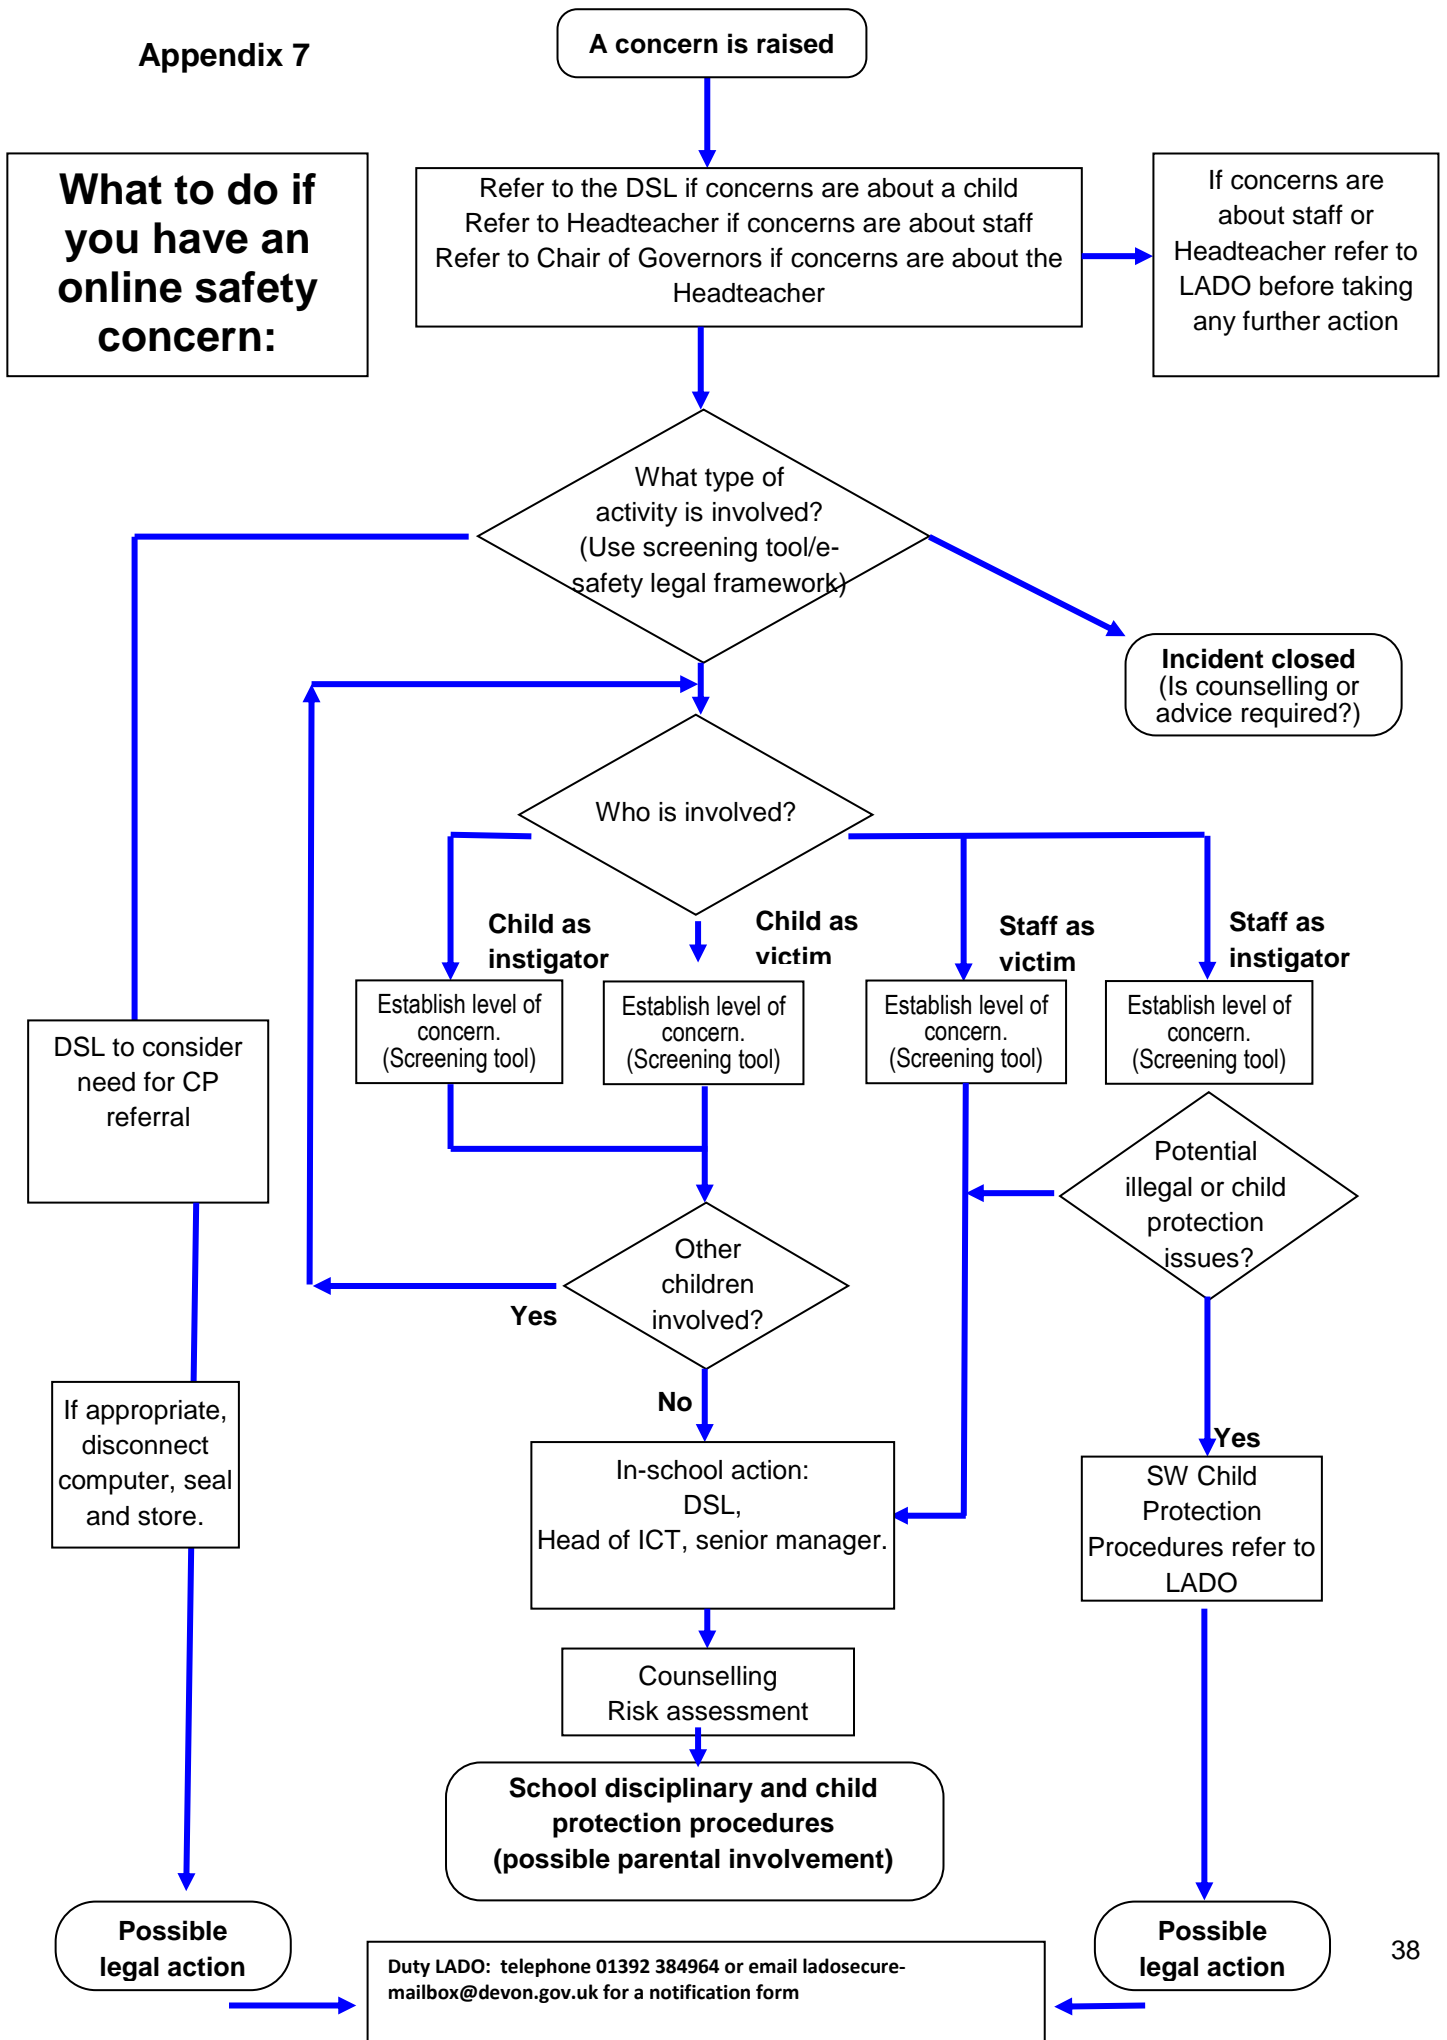 Appendix 7
A concern is raised
What to do if
you have an
online safety
concern:
Refer to the DSL if concerns are about a child
Refer to Headteacher if concerns are about staff
Refer to Chair of Governors if concerns are about the
Headteacher
If concerns are
about staff or
Headteacher refer to
LADO before taking
any further action
What type of
activity is involved?
(Use screening tool/e-
safety legal framework)
Incident closed
(Is counselling or
advice required?)
Who is involved?
Child as
instigator
Child as
victim
Staff as
victim
Staff as
instigator
Establish level of
concern.
(Screening tool)
Establish level of
concern.
(Screening tool)
Establish level of
concern.
(Screening tool)
Establish level of
concern.
(Screening tool)
DSL to consider
need for CP
referral
Potential
illegal or child
protection
issues?
Other
children
involved?
Yes
No
Yes
If appropriate,
disconnect
computer, seal
and store.
In-school action:
DSL,
Head of ICT, senior manager.
SW Child
Protection
Procedures refer to
LADO
Counselling
Risk assessment
School disciplinary and child
protection procedures
(possible parental involvement)
Possible
legal action
Possible
legal action
Duty LADO: telephone 01392 384964 or email ladosecure-
mailbox@devon.gov.uk for a notification form
38